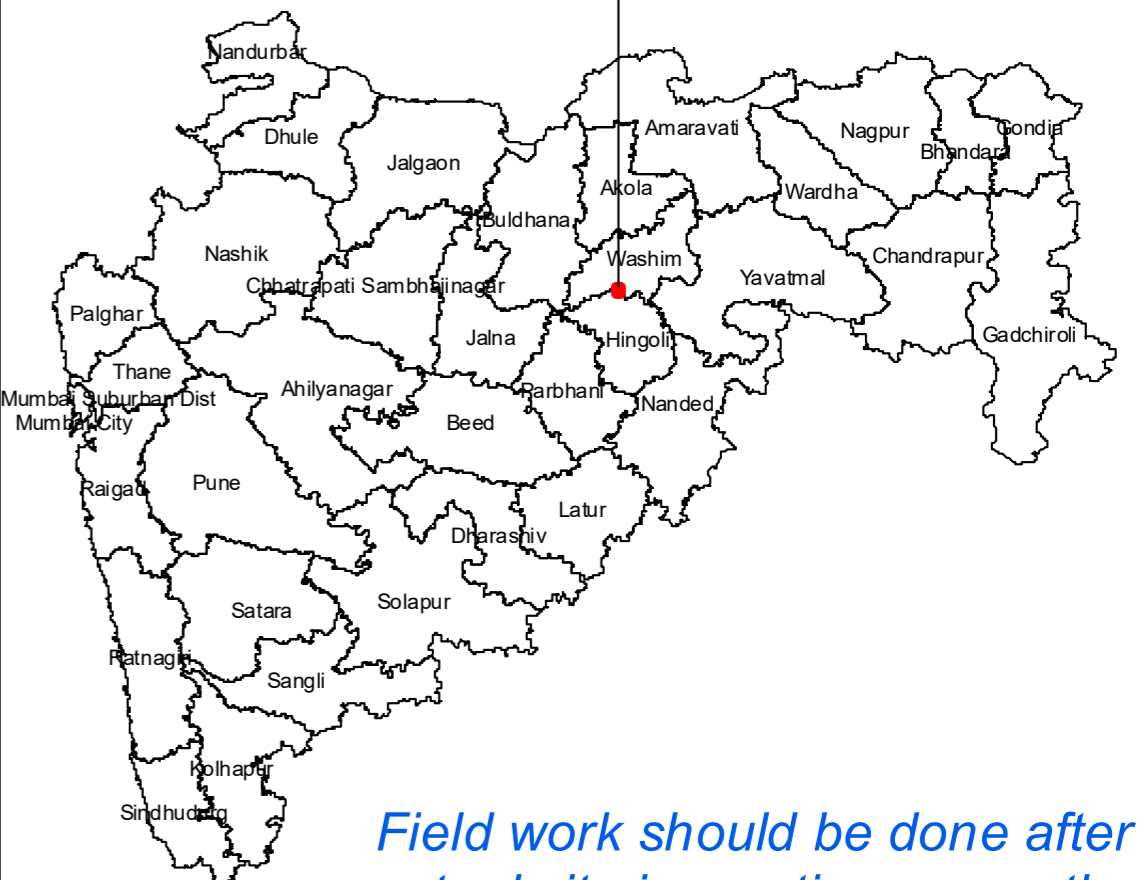 Nandurbar
Amaravati
Nagpur
Gondia
Dhule
Bhandara
Jalgaon
Akola
Wardha
Buldhana
Nashik
Washim
Chandrapur
Chhatrapati Sambhajinagar
Yavatmal
Palghar
Jalna
Hingoli
Gadchiroli
Thane
Ahilyanagar
Parbhani
Mumbai Suburban Dist
Nanded
Mumbai City
Beed
Raigad
Pune
Latur
Dharashiv
Satara
Solapur
Ratnagiri
Sangli
Kolhapur
Sindhudurg
Field work should be done after